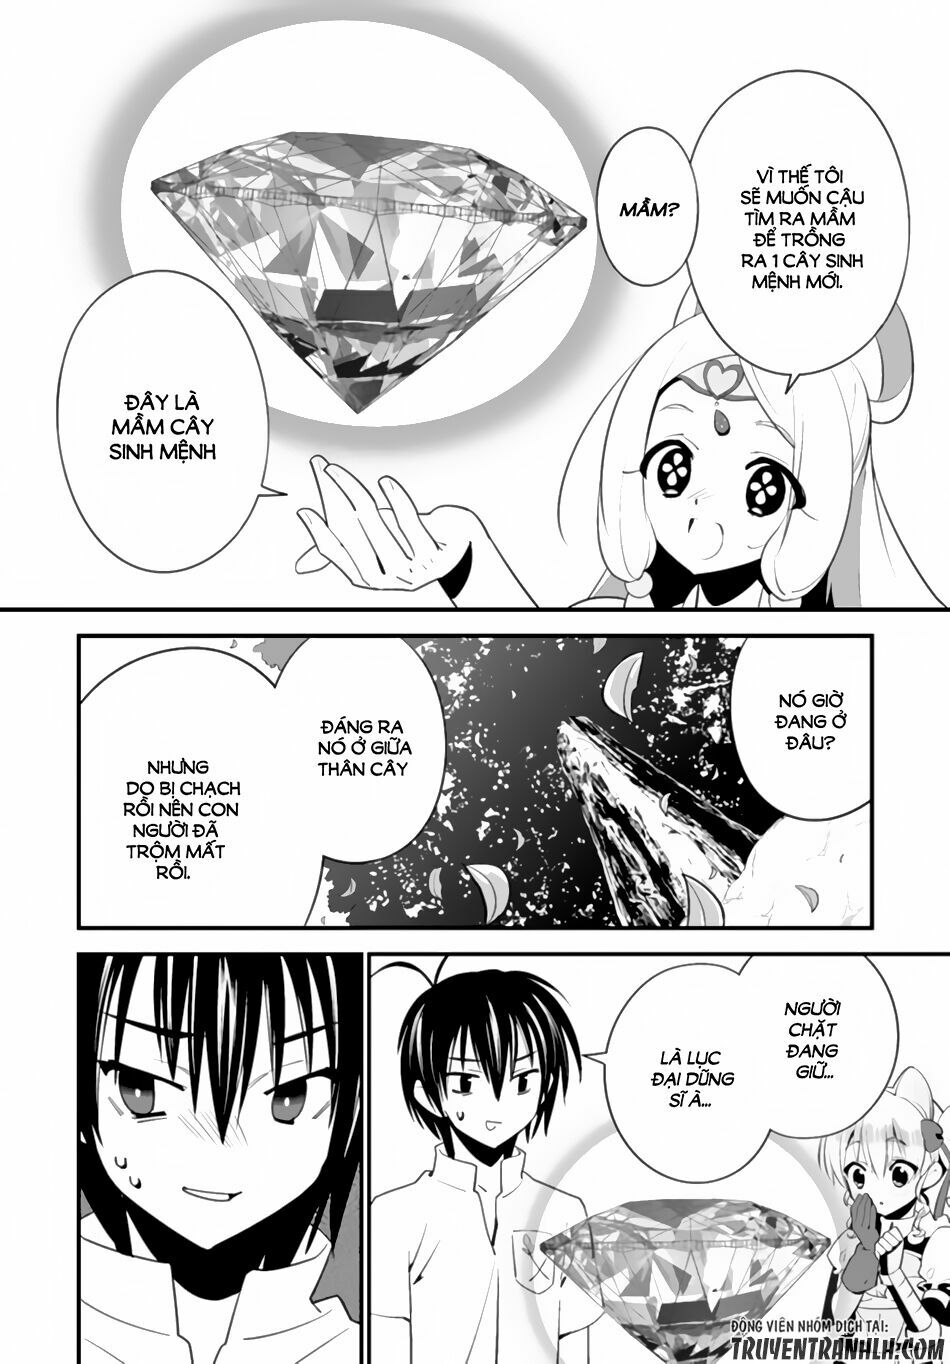 VÌ THẾ TÔI
SẼ MUỐN CẬU
TÌM RA MẦM
ĐỂ TRỒNG
RA 1 CÂY SINH
MỆNH MỚI.
MẦM?
ĐÂY LÀ
MẦM CÂY
SINH MỆNH
NÓ GIỜ
ĐANG Ở
ĐÂU?
ĐÁNG RA
NÓ Ở GIỮA
THÂN CÂY
NHƯNG
DO BỊ CHẠCH
RỒI NÊN CON
NGƯỜI ĐÃ
TRỘM MẤT
RỒI.
NGƯỜI
CHẶT
ĐANG
GIỮ...
LÀ LỤC
ĐẠI DŨNG
SĨ À...
ĐỘNG VIÊN NHÓM DỊCH TẠI:
TRUYENTRANHLH.COM